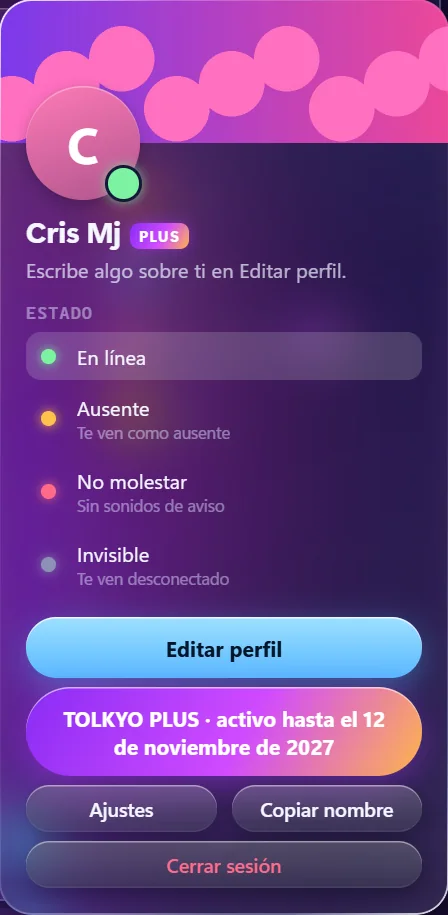 C
Cris Mj PLUS
Escribe algo sobre ti en Editar perfil.
ESTADO
En línea
Ausente
Te ven como ausente
No molestar
Sin sonidos de aviso
Invisible
Te ven desconectado
Editar perfil
TOLKYO PLUS · activo hasta el 12
de noviembre de 2027
Ajustes
Copiar nombre
Cerrar sesión